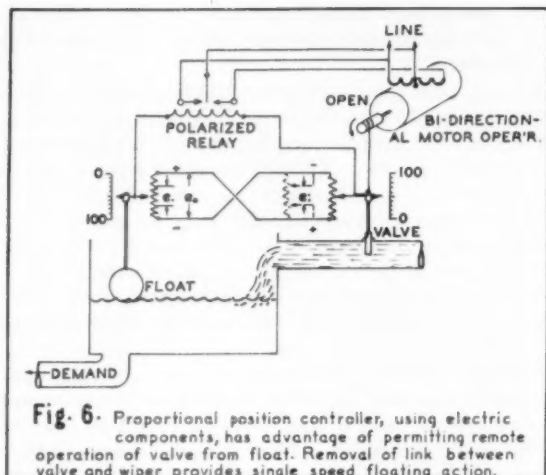 LINE
OPEN
BI-DIRECTION-
AL MOTOR OPER'R.
POLARIZED
RELAY
0
100
+
-
-
+
100
0
VALVE
FLOAT
DEMAND
Fig. 6. Proportional position controller, using electric
components, has advantage of permitting remote
operation of valve from float. Removal of link between
valve and wiper provides single speed floating action.